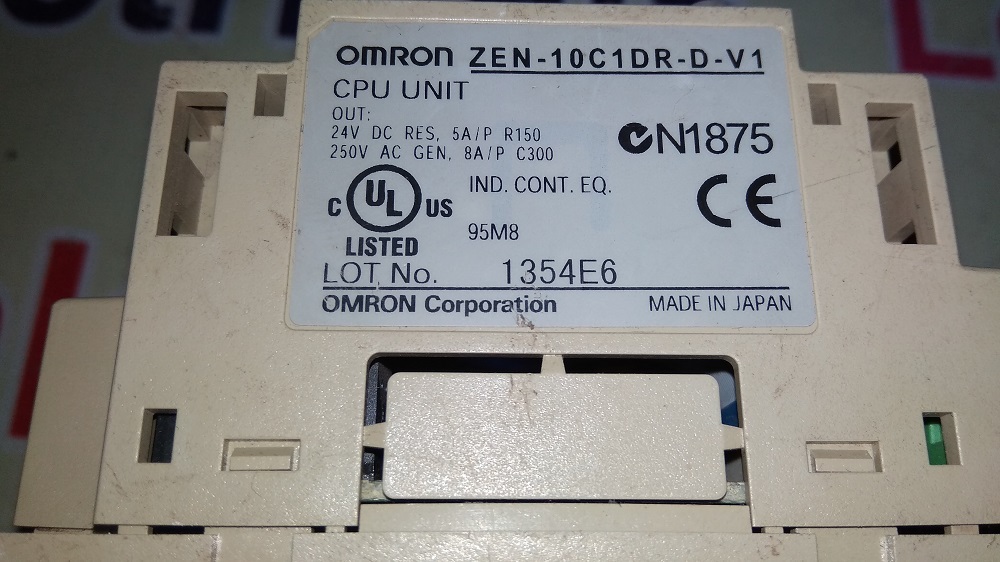 OMRON ZEN-10C1DR-D-V1
CPU UNIT
OUT:
24V DC RES, 5A/P R150
250V AC GEN, 8A/P C300
N1875
C UL US
LISTED
IND. CONT. EQ.
95M8
CE
LOT, No. 1354E6
OMRON Corporation MADE IN JAPAN